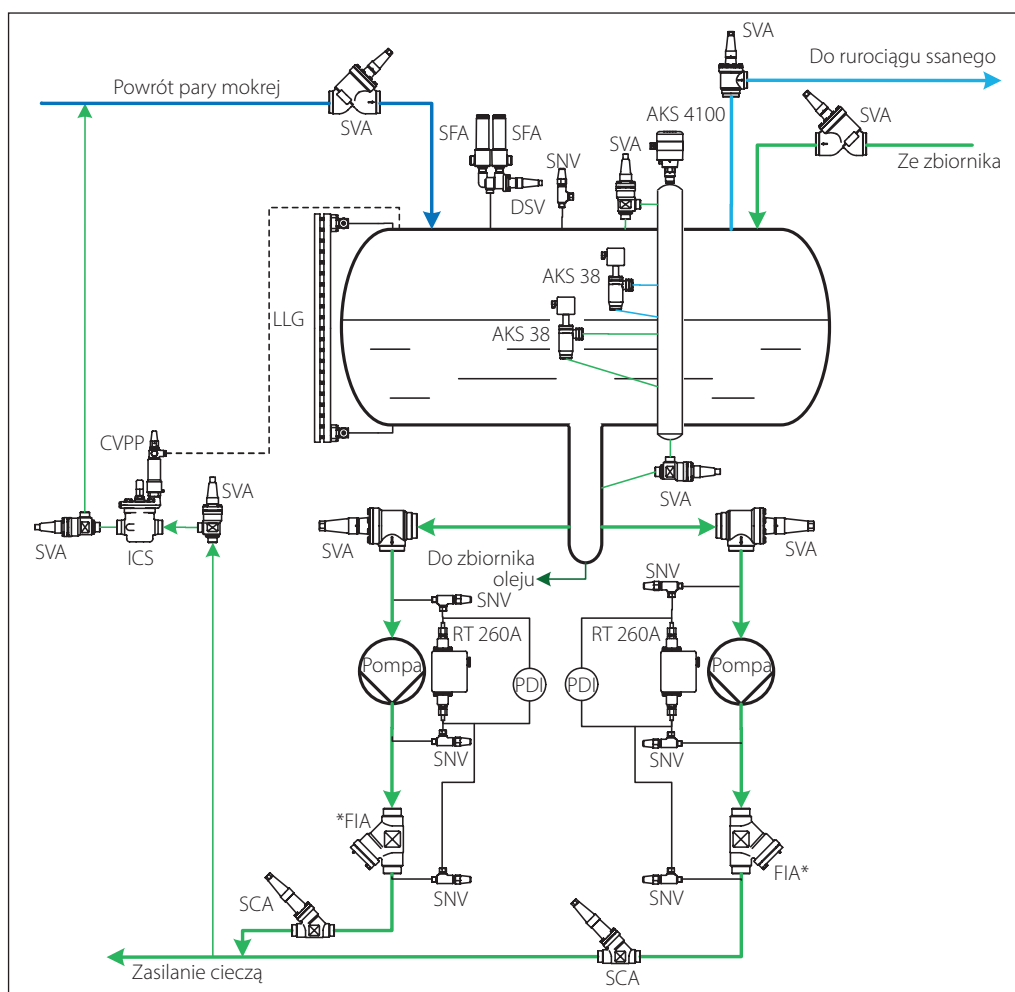 SVA
Do rurociągu ssanego
Powrót pary mokrej
SVA
SFA
SFA
SVA
AKS 4100
SVA
SNV
Ze zbiornika
DSV
AKS 38
LLG
AKS 38
CVPP
SVA
SVA
SVA
ICS
SVA
SVA
Do zbiornika
oleju
SNV
SNV
RT 260A
RT 260A
Pompa
PDI
PDI
Pompa
SNV
SNV
*FIA
FIA*
SNV
SNV
SCA
SCA
Zasilanie cieczą